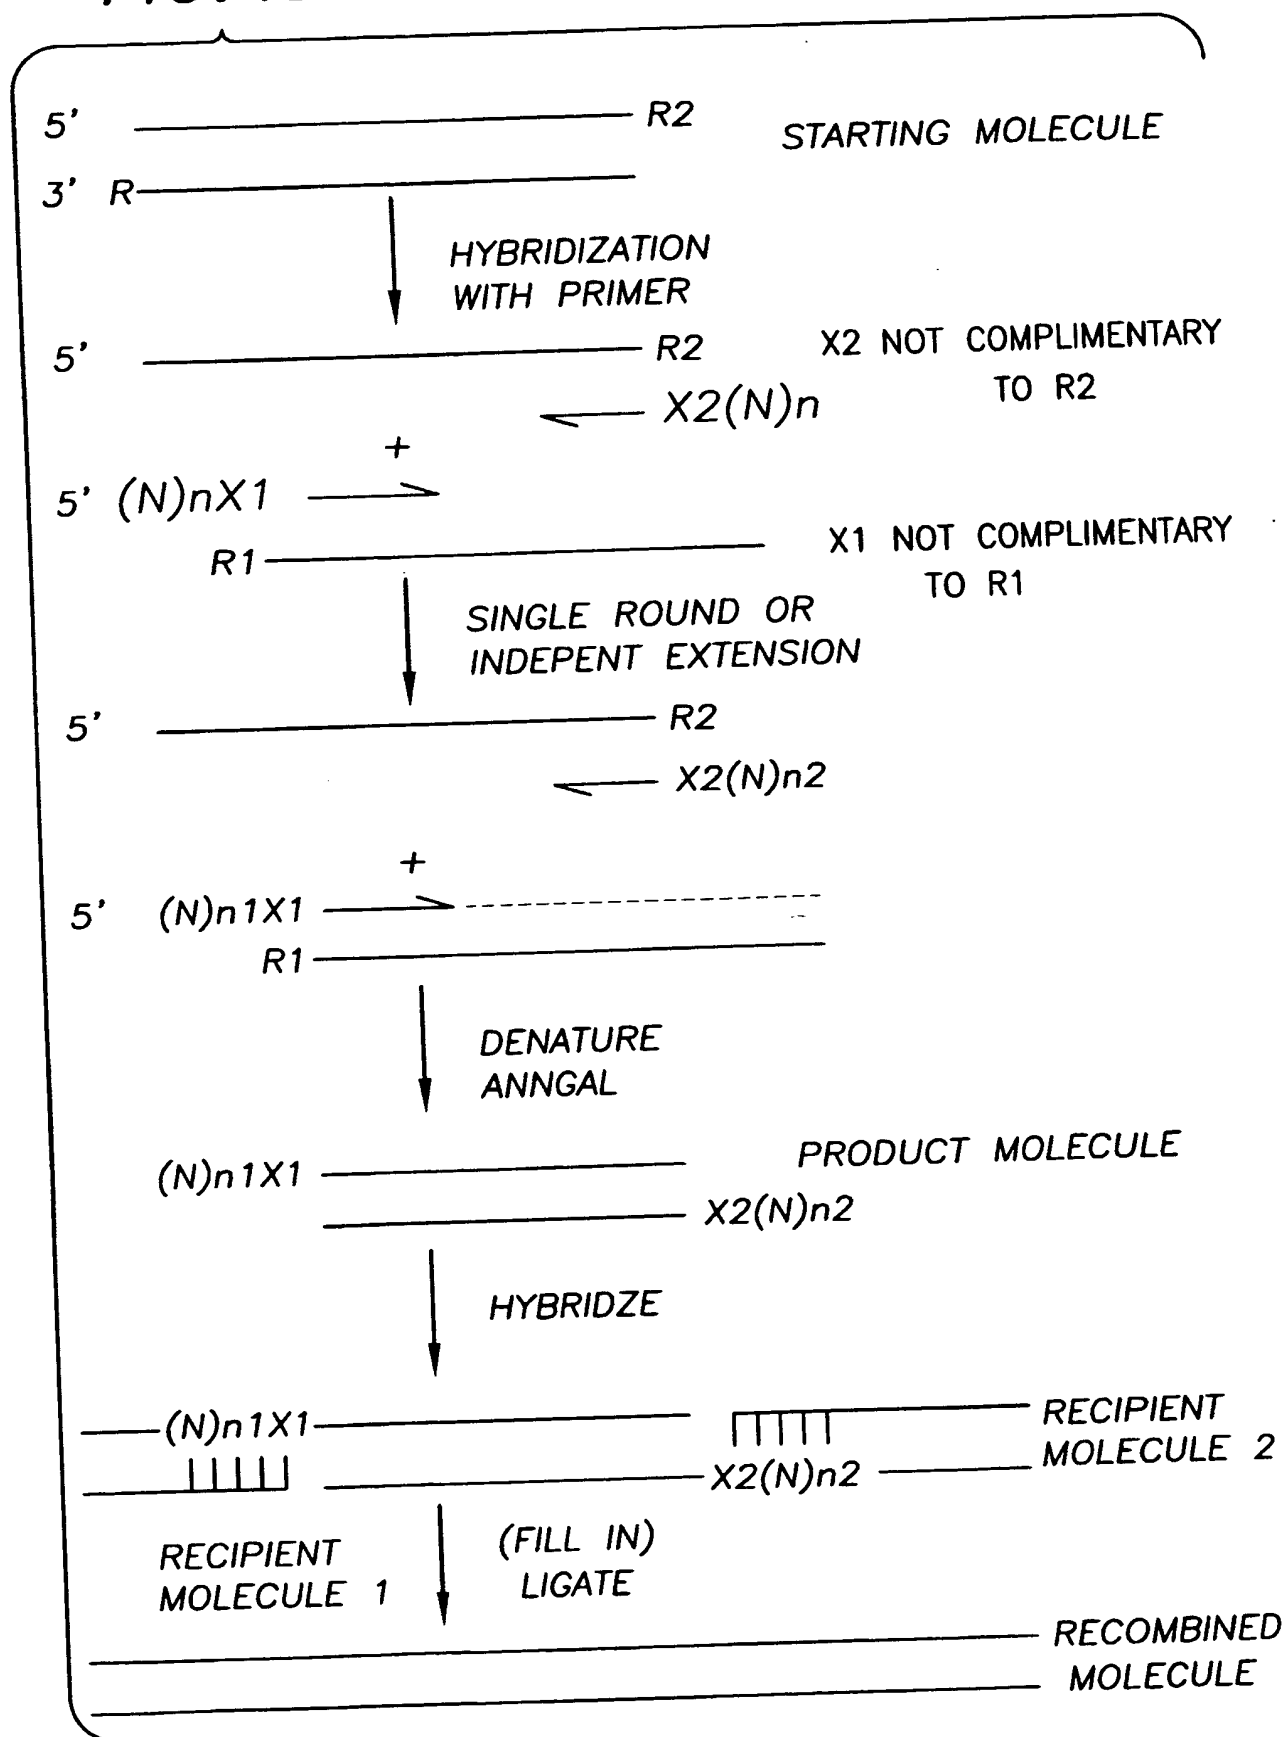 5' R2
STARTING MOLECULE
3' R
HYBRIDIZATION
WITH PRIMER
5' R2
X2 NOT COMPLIMENTARY
TO R2
X2(N)n
+
5' (N)nX1
R1
X1 NOT COMPLIMENTARY
TO R1
SINGLE ROUND OR
INDEPENT EXTENSION
5' R2
X2(N)n2
+
5' (N)n1X1
R1
DENATURE
ANNGAL
(N)n1X1
PRODUCT MOLECULE
X2(N)n2
HYBRIDZE
(N)n1X1
RECIPIENT
MOLECULE 2
X2(N)n2
RECIPIENT
MOLECULE 1
(FILL IN)
LIGATE
RECOMBINED
MOLECULE